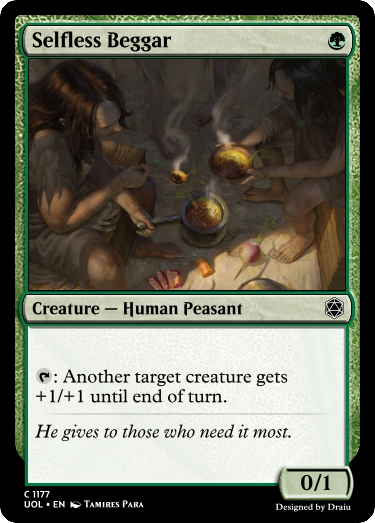 Selfless Beggar
Creature — Human Peasant
: Another target creature gets
+1/+1 until end of turn.
He gives to those who need it most.
0/1
C 1177
UOL • EN Tamires Para
Designed by Draiu